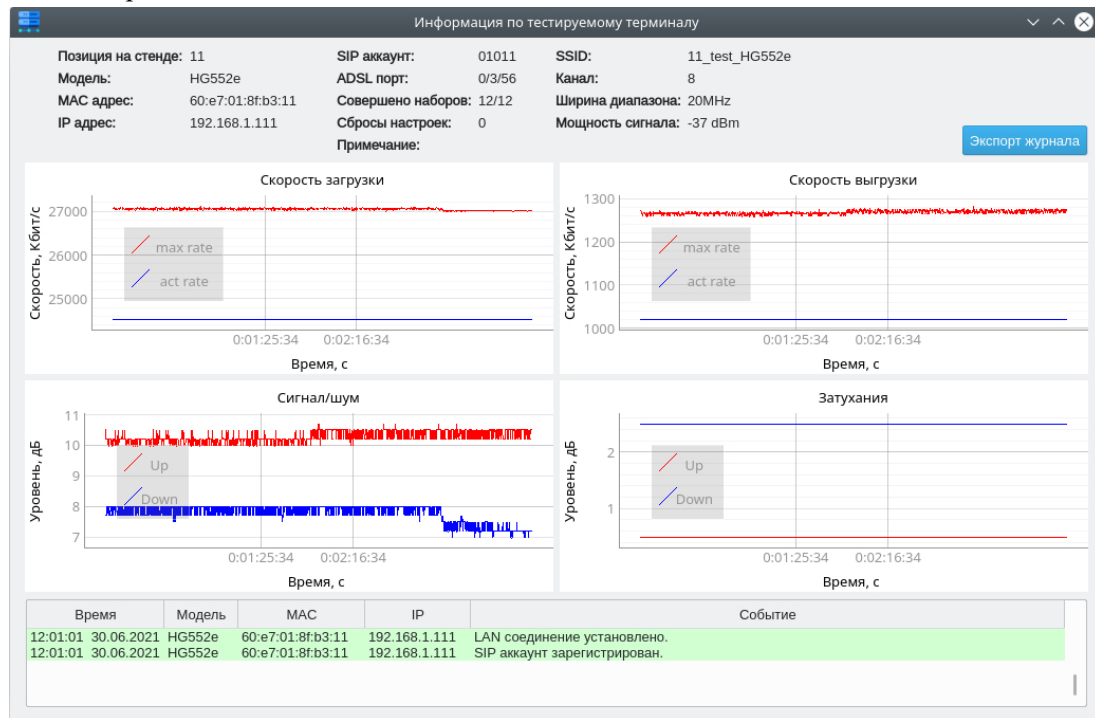 Информация по тестируемому терминалу
Позиция на стенде: 11 SIP аккаунт: 01011 SSID: 11_test_HG552e
Модель: HG552e ADSL порт: 0/3/56 Канал: 8
MAC адрес: 60:e7:01:8f:b3:11 Совершено наборов: 12/12 Ширина диапазона: 20MHz
IP адрес: 192.168.1.111 Сбросы настроек: 0 Мощность сигнала: -37 dBm
Примечание:
Экспорт журнала
Скорость загрузки
Скорость, Кбит/с
27000
26000
25000
max rate
act rate
0:01:25:34 0:02:16:34
Время, с
Скорость выгрузки
Скорость, Кбит/с
1300
1200
1100
1000
max rate
act rate
0:01:25:34 0:02:16:34
Время, с
Сигнал/шум
Уровень, дБ
11
10
9
8
7
Up
Down
0:01:25:34 0:02:16:34
Время, с
Затухания
Уровень, дБ
2
1
Up
Down
0:01:25:34 0:02:16:34
Время, с
Время Модель MAC IP Событие
12:01:01 30.06.2021 HG552e 60:e7:01:8f:b3:11 192.168.1.111 LAN соединение установлено.
12:01:01 30.06.2021 HG552e 60:e7:01:8f:b3:11 192.168.1.111 SIP аккаунт зарегистрирован.